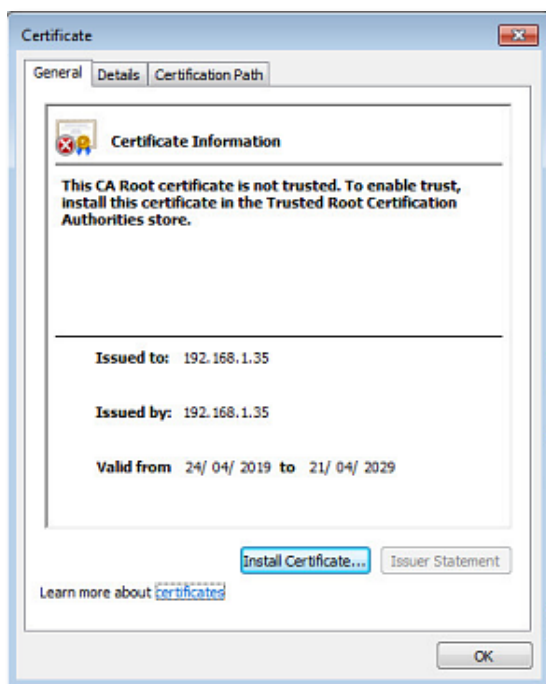 Certificate
General Details Certification Path
Certificate Information
This CA Root certificate is not trusted. To enable trust,
install this certificate in the Trusted Root Certification
Authorities store.
Issued to: 192.168.1.35
Issued by: 192.168.1.35
Valid from 24/ 04/ 2019 to 21/ 04/ 2029
Install Certificate... Issuer Statement
Learn more about certificates
OK